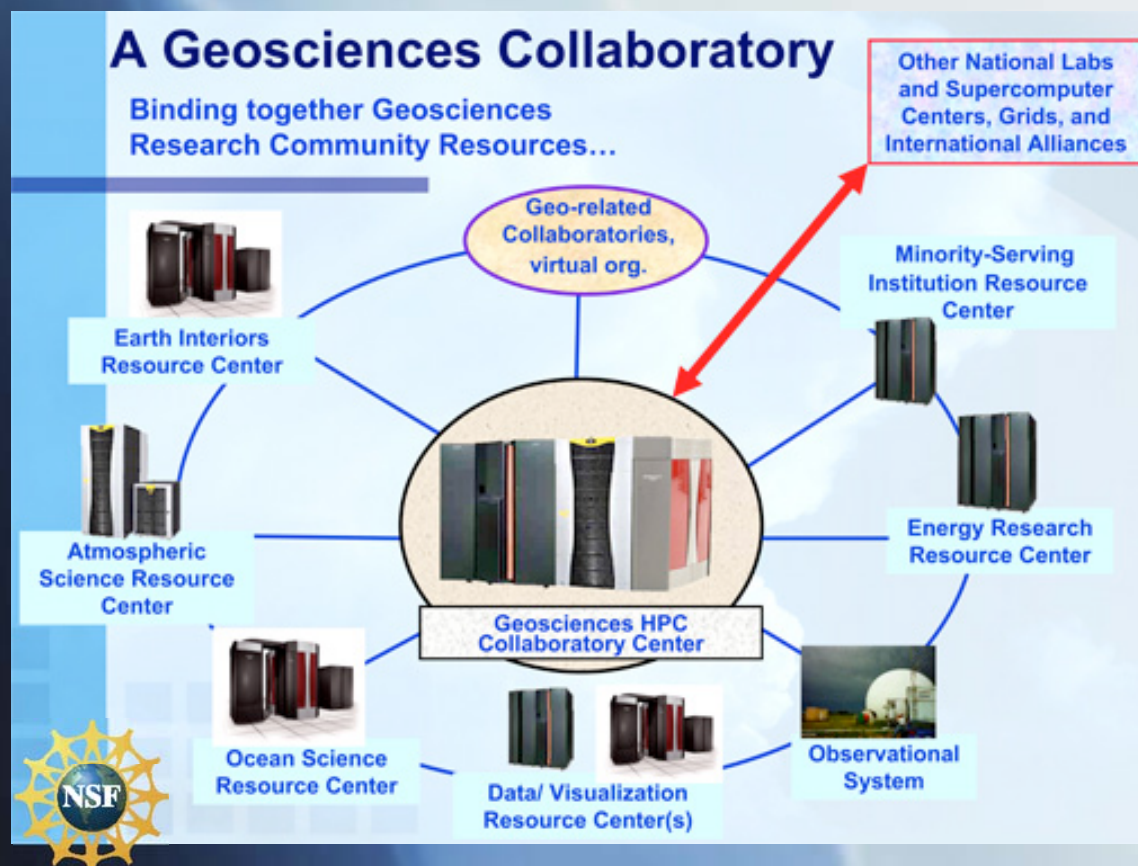 A Geosciences Collaboratory
Binding together Geosciences
Research Community Resources…
Other National Labs
and Supercomputer
Centers, Grids, and
International Alliances
Geo-related
Collaboratories,
virtual org.
Minority-Serving
Institution Resource
Center
Earth Interiors
Resource Center
Energy Research
Resource Center
Atmospheric
Science Resource
Center
Geosciences HPC
Collaboratory Center
Observational
System
Ocean Science
Resource Center
Data/ Visualization
Resource Center(s)
NSF